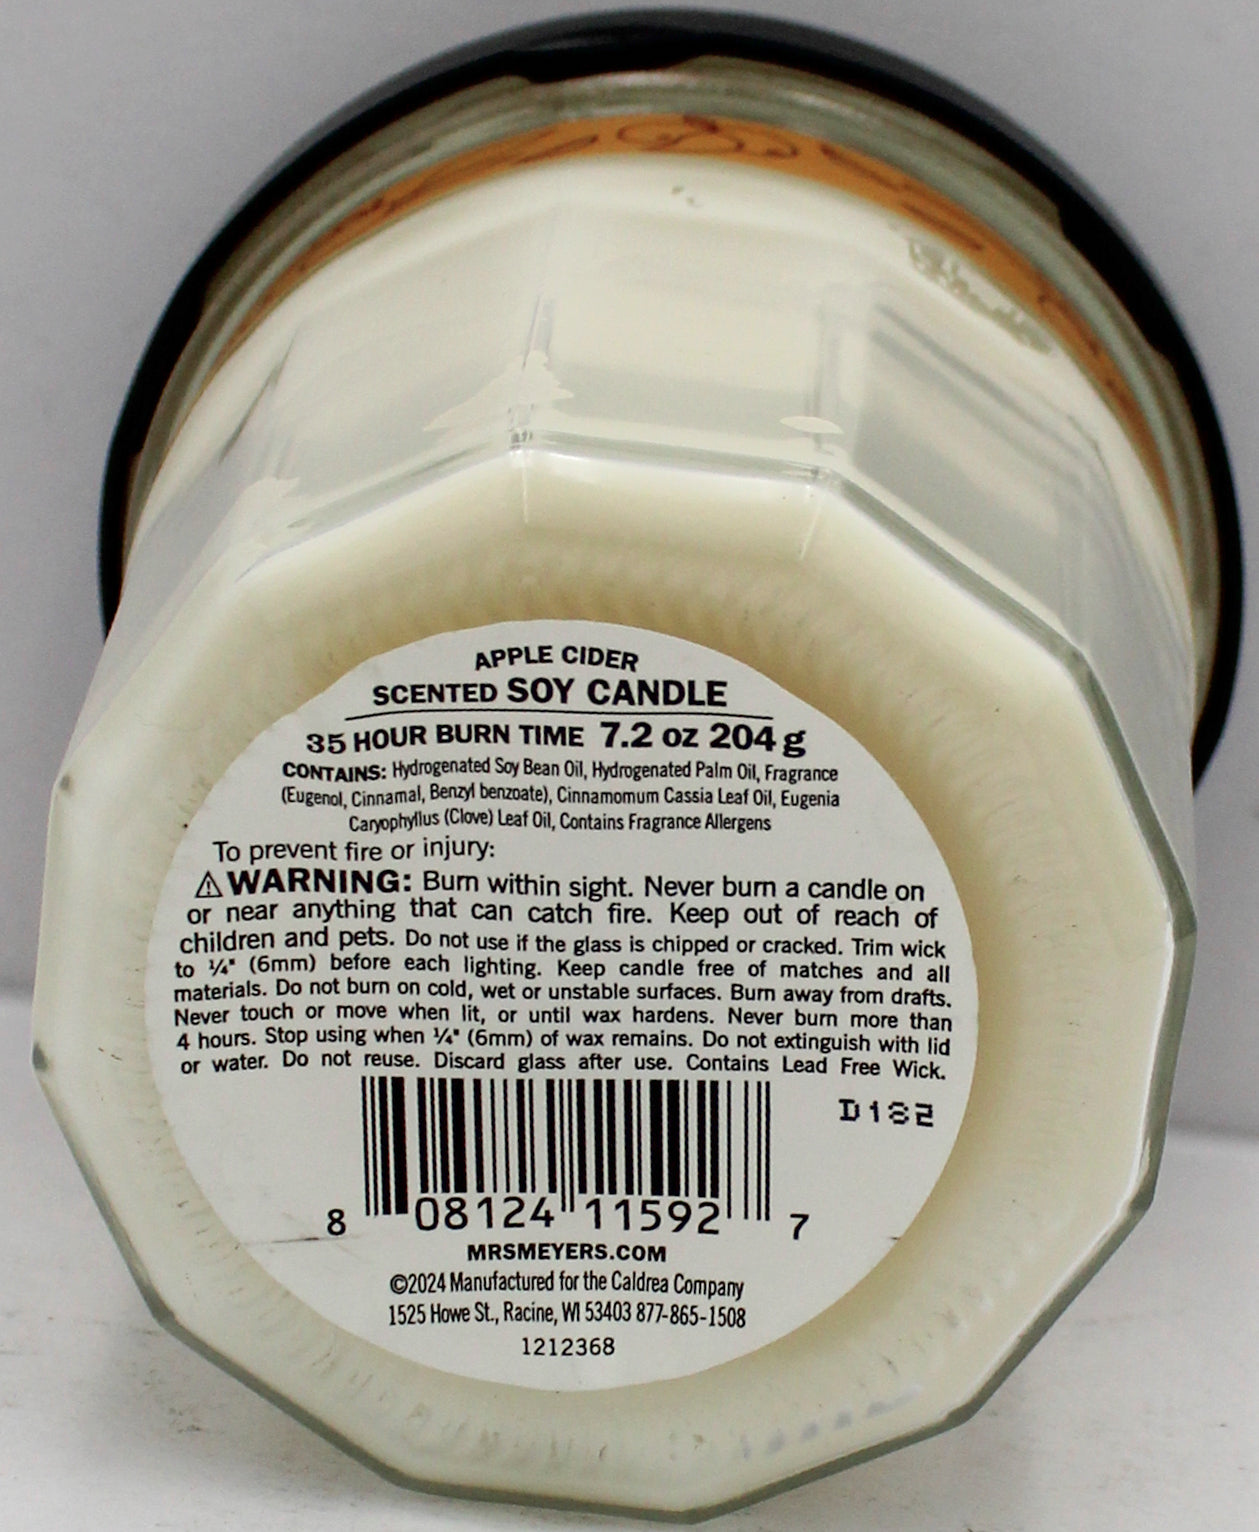 APPLE CIDER
SCENTED SOY CANDLE
35 HOUR BURN TIME 7.2 oz 204 g
CONTAINS: Hydrogenated Soy Bean Oil, Hydrogenated Palm Oil, Fragrance
(Eugenol, Cinnamal, Benzyl benzoate), Cinnamomum Cassia Leaf Oil, Eugenia
Caryophyllus (Clove) Leaf Oil, Contains Fragrance Allergens
To prevent fire or injury:
⚠WARNING: Burn within sight. Never burn a candle on
or near anything that can catch fire. Keep out of reach of
children and pets. Do not use if the glass is chipped or cracked. Trim wick
to ¼" (6mm) before each lighting. Keep candle free of matches and all
materials. Do not burn on cold, wet or unstable surfaces. Burn away from drafts.
Never touch or move when lit, or until wax hardens. Never burn more than
4 hours. Stop using when ¼" (6mm) of wax remains. Do not extinguish with lid
or water. Do not reuse. Discard glass after use. Contains Lead Free Wick.
D182
8 08124 11592 7
MRSMEYERS.COM
©2024 Manufactured for the Caldrea Company
1525 Howe St., Racine, WI 53403 877-865-1508
1212368